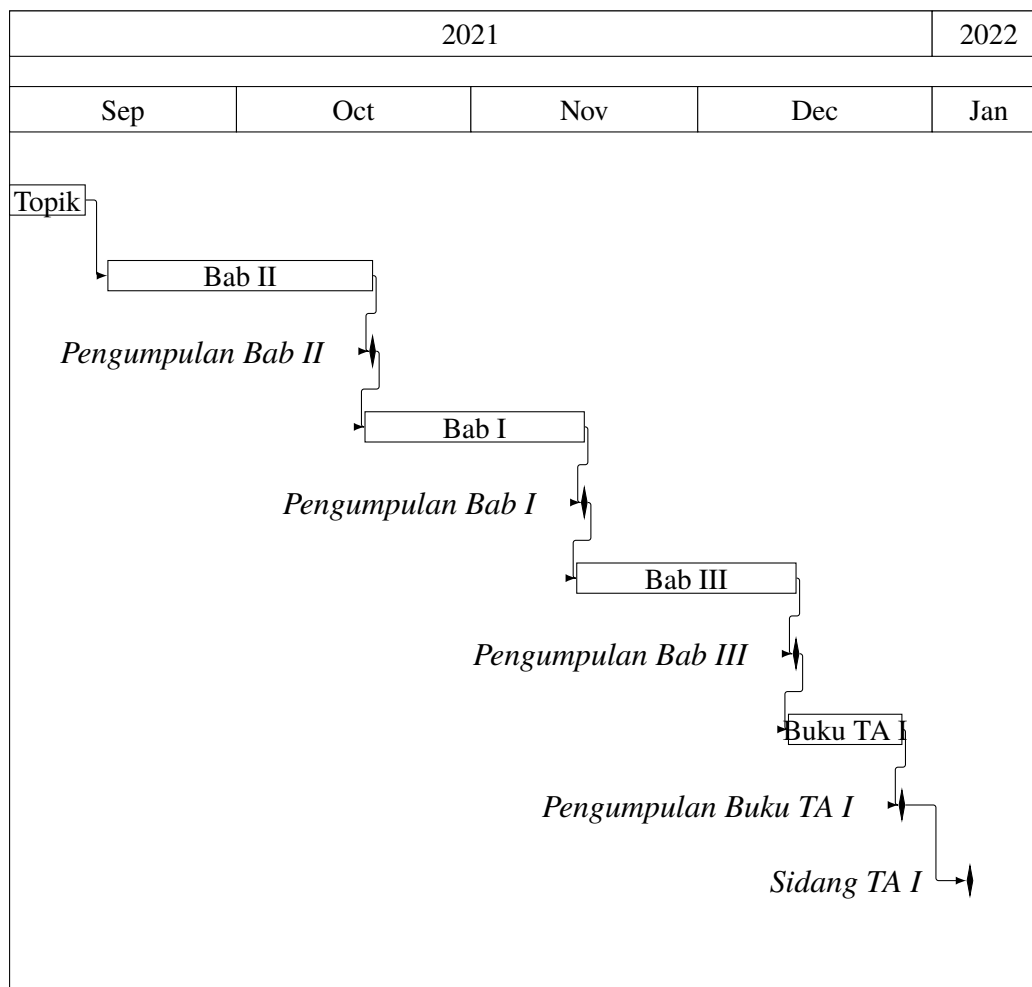 2021 2022
Sep Oct Nov Dec Jan
Topik
Bab II
Pengumpulan Bab II
Bab I
Pengumpulan Bab I
Bab III
Pengumpulan Bab III
Buku TA I
Pengumpulan Buku TA I
Sidang TA I